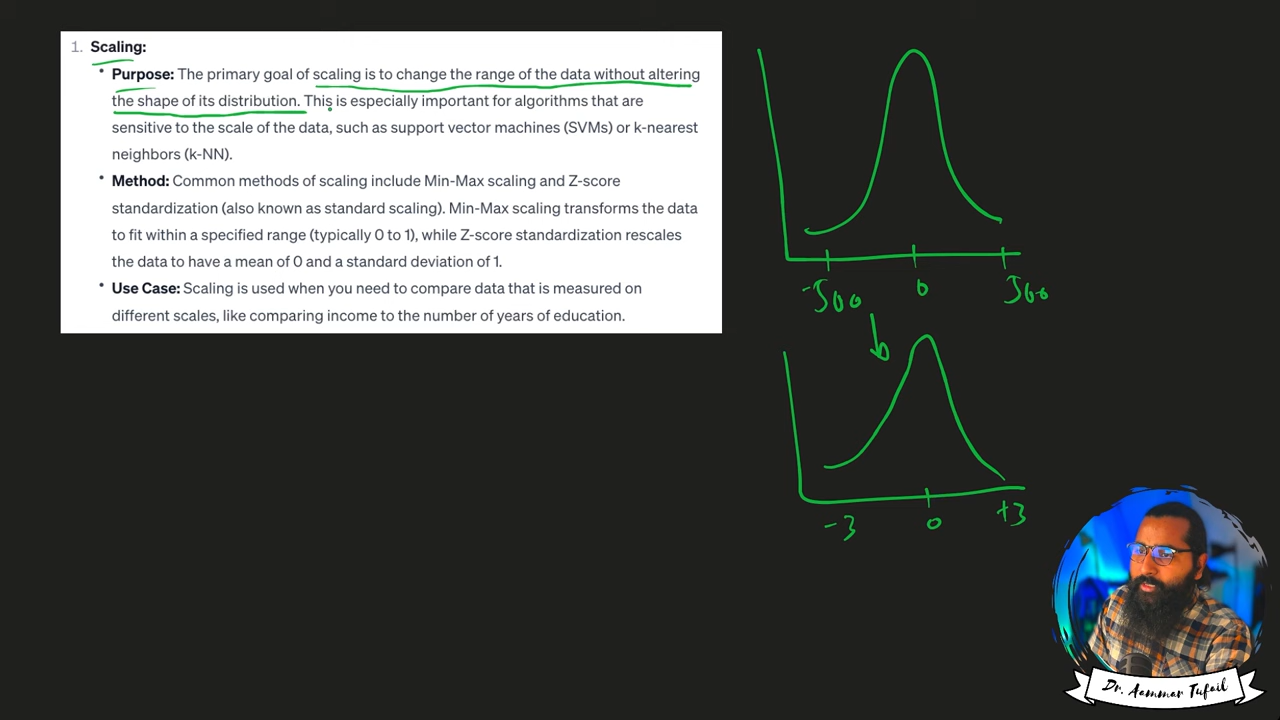 1. Scaling:
• Purpose: The primary goal of scaling is to change the range of the data without altering
the shape of its distribution. This is especially important for algorithms that are
sensitive to the scale of the data, such as support vector machines (SVMs) or k-nearest
neighbors (k-NN).
• Method: Common methods of scaling include Min-Max scaling and Z-score
standardization (also known as standard scaling). Min-Max scaling transforms the data
to fit within a specified range (typically 0 to 1), while Z-score standardization rescales
the data to have a mean of 0 and a standard deviation of 1.
• Use Case: Scaling is used when you need to compare data that is measured on
different scales, like comparing income to the number of years of education.
-500 0 500
-3 0 +3
Dr. Aammar Tufail